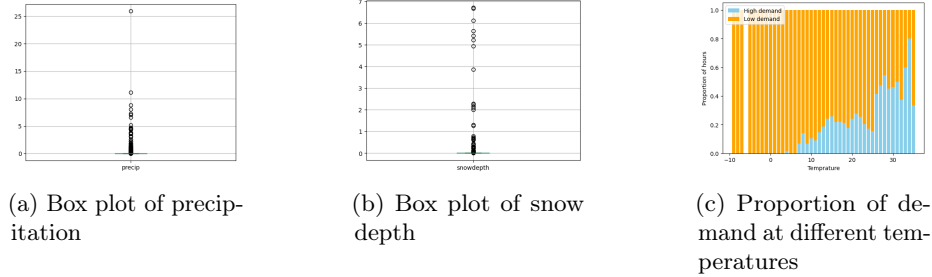 25
20
15
10
5
0
precip
7
6
5
4
3
2
1
0
snowdepth
1.0
0.8
0.6
0.4
0.2
0.0
Proportion of hours
High demand
Low demand
−10
0
10
20
30
Temprature
(a) Box plot of precip-
itation
(b) Box plot of snow
depth
(c) Proportion of de-
mand at different tem-
peratures